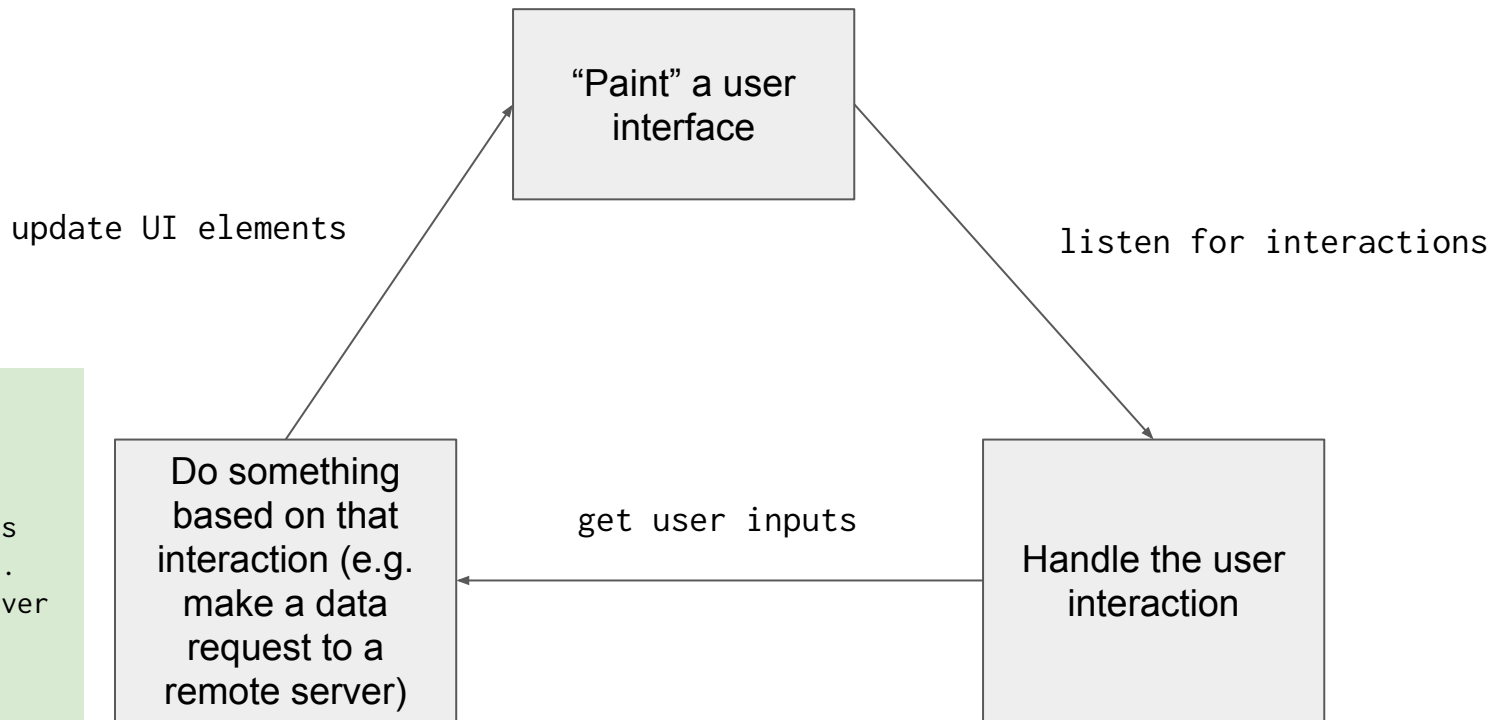 “Paint” a user
interface
update UI elements
listen for interactions
Do something
based on that
interaction (e.g.
make a data
request to a
remote server)
get user inputs
Handle the user
interaction